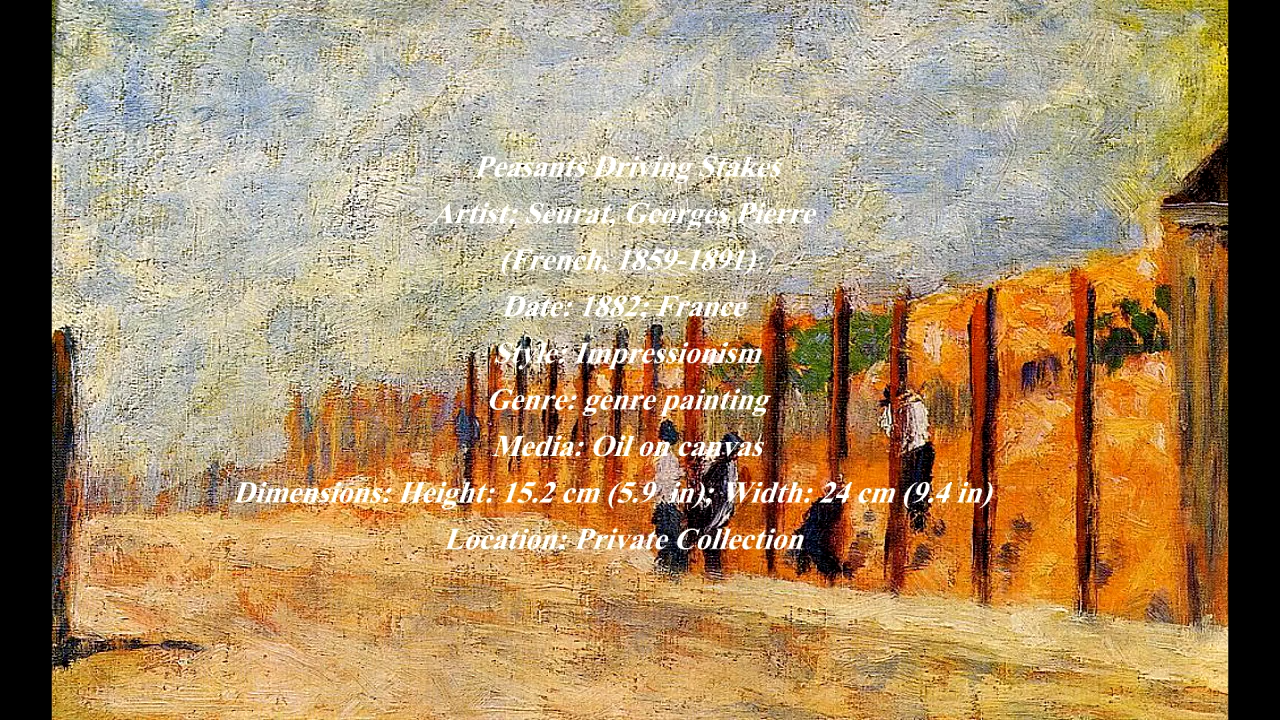 Peasants Driving Stakes
Artist: Seurat, Georges Pierre
(French, 1859-1891)
Date: 1882; France
Style: Impressionism
Genre: genre painting
Media: Oil on canvas
Dimensions: Height: 15.2 cm (5.9 in); Width: 24 cm (9.4 in)
Location: Private Collection